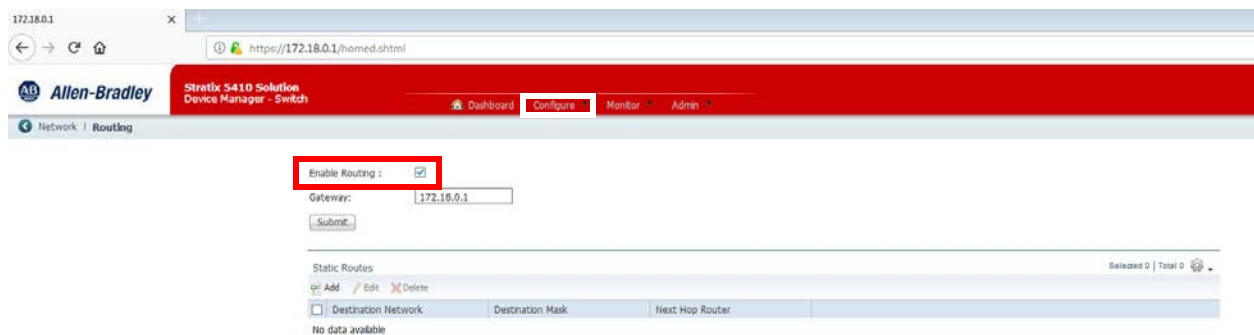 172.18.0.1
https://172.18.0.1/homed.shtml
AB Allen-Bradley
Stratix 5410 Solution
Device Manager - Switch
Dashboard Configure Monitor Admin
Network | Routing
Enable Routing :
Gateway: 172.18.0.1
Submit
Static Routes Selected 0 | Total 0
Add Edit Delete
Destination Network Destination Mask Next Hop Router
No data available